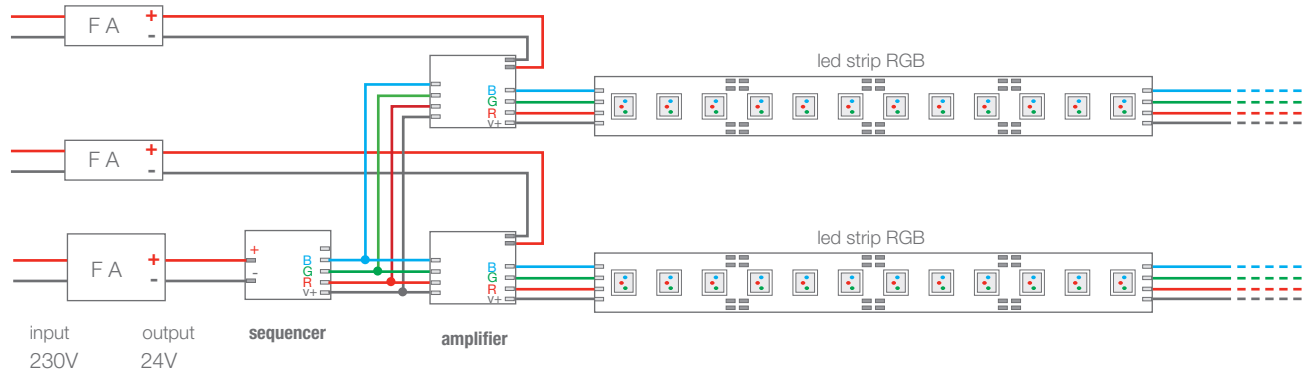 F A + -
led strip RGB
B
G
R
V+
F A + -
led strip RGB
F A + -
+
-
B
G
R
V+
B
G
R
V+
input
230V
output
24V
sequencer
amplifier